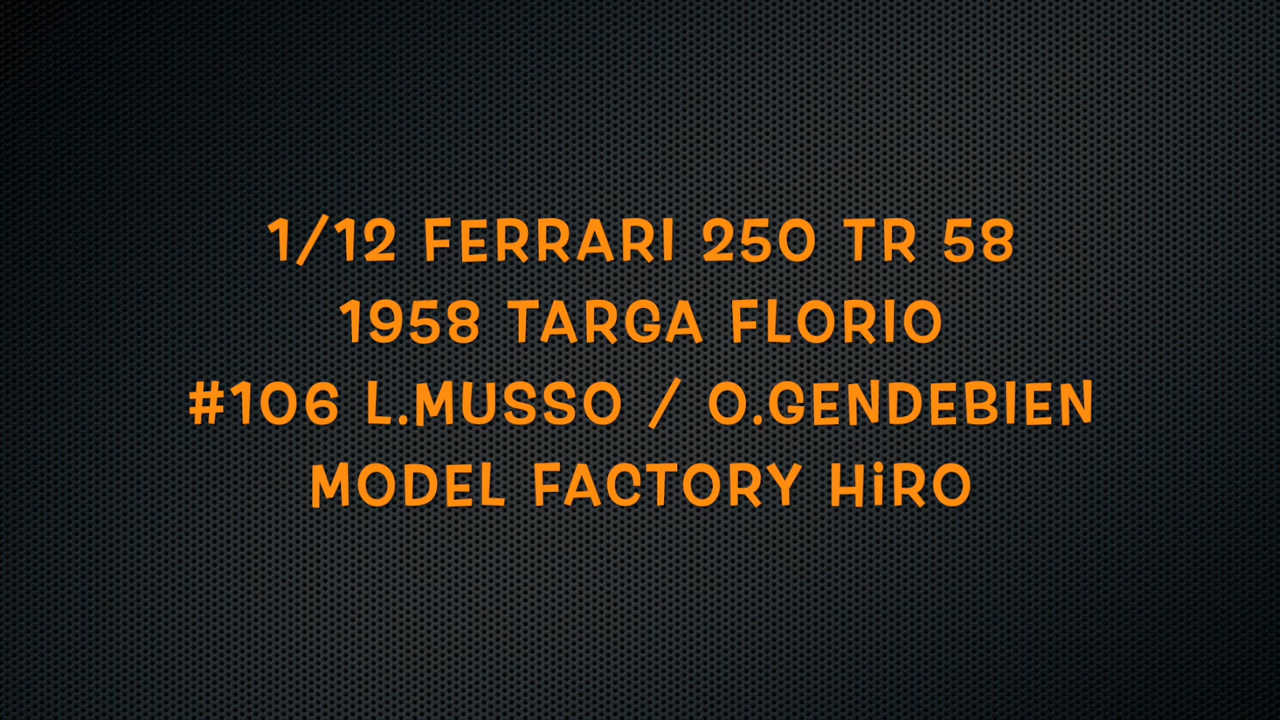 1/12 FERRARI 250 TR 58
1958 TARGA FLORIO
#106 L.MUSSO / O.GENDEBIEN
MODEL FACTORY HiRO